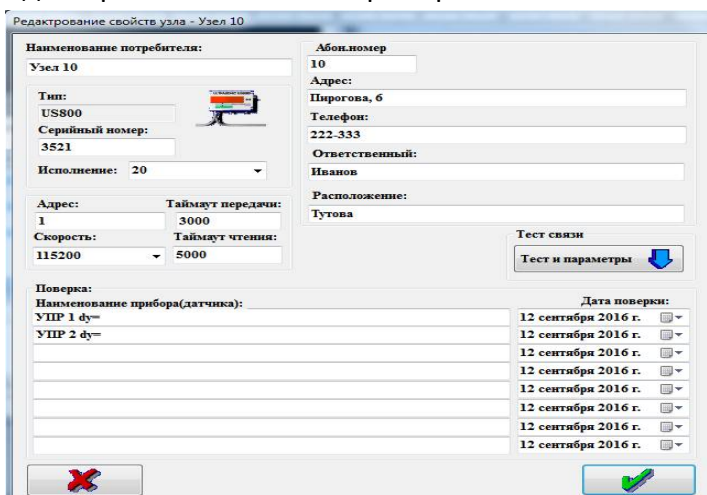 Редактрование свойств узла - Узел 10
Наименование потребителя:
Узел 10
Тип:
US800
Серийный номер:
3521
Исполнение: 20
Адрес: Таймаут передачи:
1 3000
Скорость: Таймаут чтения:
115200 5000
Абон.номер
10
Адрес:
Пирогова, 6
Телефон:
222-333
Ответственный:
Иванов
Расположение:
Тутова
Тест связи
Тест и параметры
Поверка:
Наименование прибора(датчика): Дата поверки:
УПР 1 dy= 12 сентября 2016 г.
УПР 2 dy= 12 сентября 2016 г.
12 сентября 2016 г.
12 сентября 2016 г.
12 сентября 2016 г.
12 сентября 2016 г.
12 сентября 2016 г.
12 сентября 2016 г.